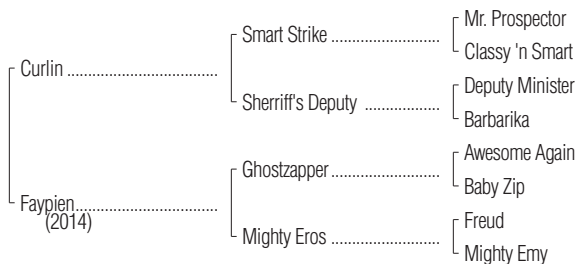 Mr. Prospector
Smart Strike ..............................
Classy 'n Smart
Curlin ..........................................
Deputy Minister
Sherriff's Deputy .....................
Barbarika
Awesome Again
Ghostzapper..............................
Baby Zip
Faypien........................................
(2014)
Freud
Mighty Eros ..............................
Mighty Emy